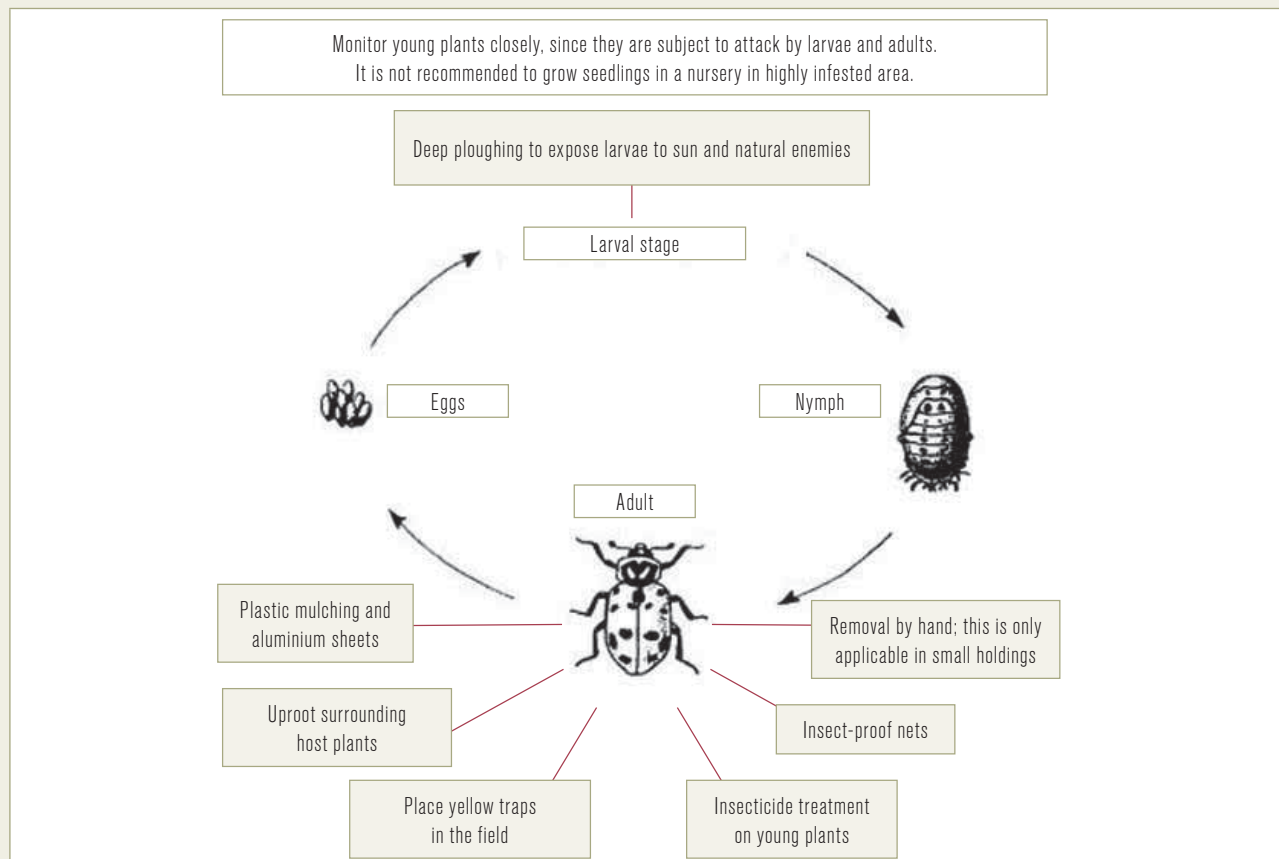 Monitor young plants closely, since they are subject to attack by larvae and adults.
It is not recommended to grow seedlings in a nursery in highly infested area.
Deep ploughing to expose larvae to sun and natural enemies
Larval stage
Eggs
Nymph
Adult
Plastic mulching and
aluminium sheets
Removal by hand; this is only
applicable in small holdings
Uproot surrounding
host plants
Insect-proof nets
Place yellow traps
in the field
Insecticide treatment
on young plants